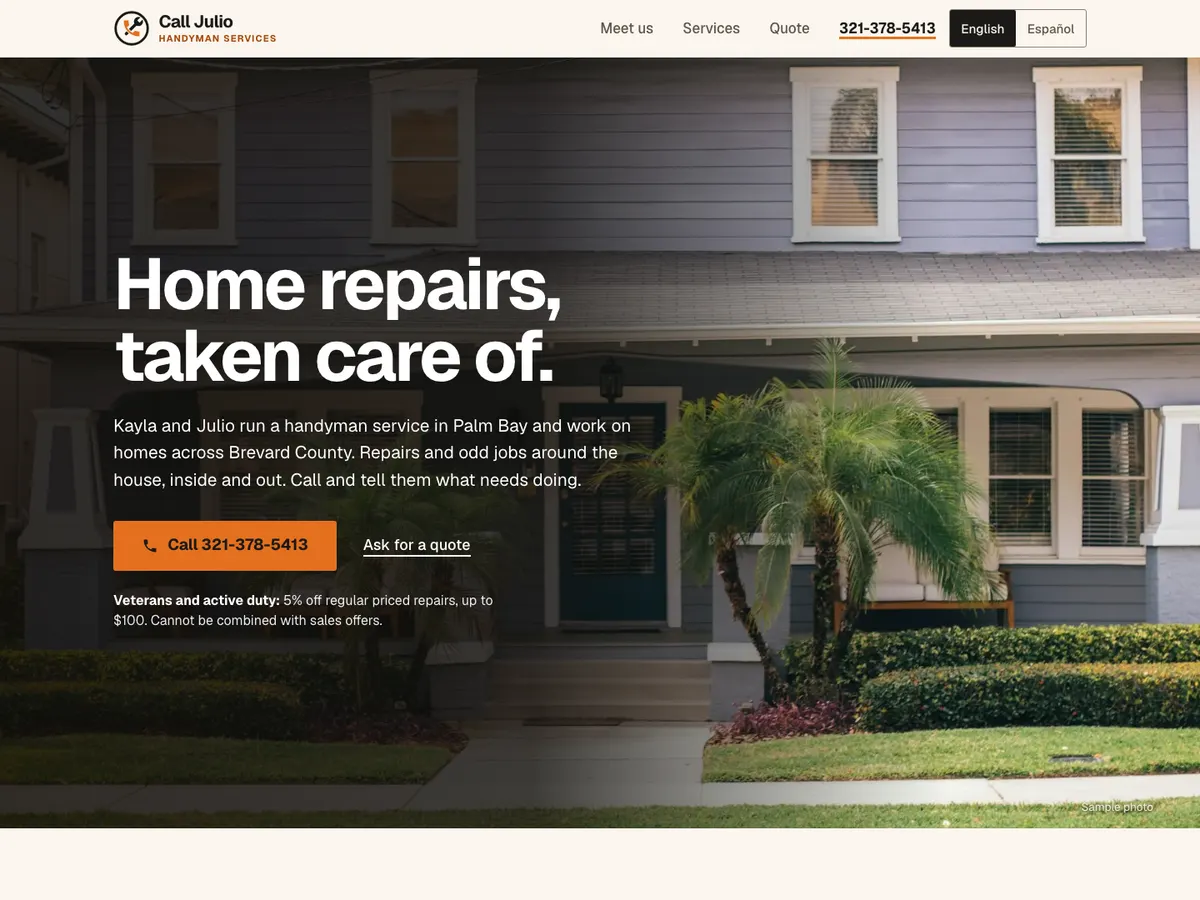 Call Julio
HANDYMAN SERVICES
Meet us
Services
Quote
321-378-5413
English
Español
Home repairs,
taken care of.
Kayla and Julio run a handyman service in Palm Bay and work on
homes across Brevard County. Repairs and odd jobs around the
house, inside and out. Call and tell them what needs doing.
Call 321-378-5413
Ask for a quote
Veterans and active duty: 5% off regular priced repairs, up to
$100. Cannot be combined with sales offers.
Sample photo